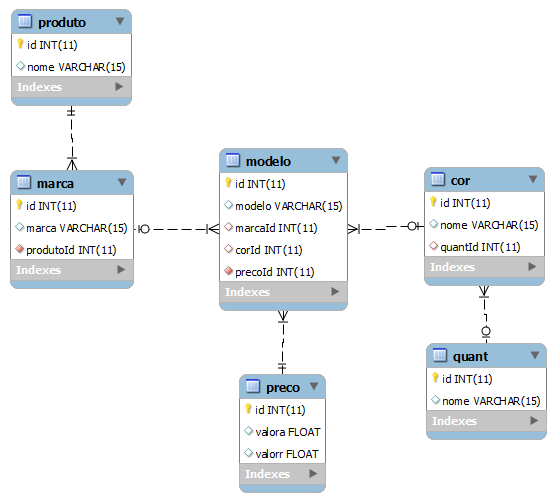 produto
id INT(11)
nome VARCHAR(15)
Indexes
marca
id INT(11)
marca VARCHAR(15)
produtoId INT(11)
Indexes
modelo
id INT(11)
modelo VARCHAR(15)
marcaId INT(11)
corId INT(11)
precoId INT(11)
Indexes
cor
id INT(11)
nome VARCHAR(15)
quantId INT(11)
Indexes
preco
id INT(11)
valora FLOAT
valorr FLOAT
Indexes
quant
id INT(11)
nome VARCHAR(15)
Indexes